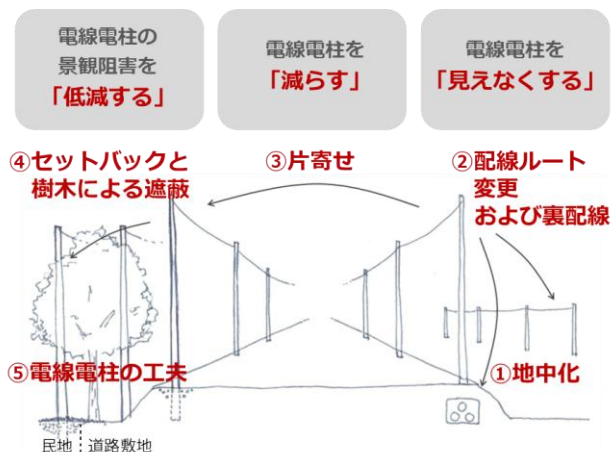 電線電柱の
景観阻害を
「低減する」
電線電柱を
「減らす」
電線電柱を
「見えなくする」
④セットバックと
樹木による遮蔽
③片寄せ
②配線ルート
変更
および裏配線
⑤電線電柱の工夫
①地中化
民地
道路敷地